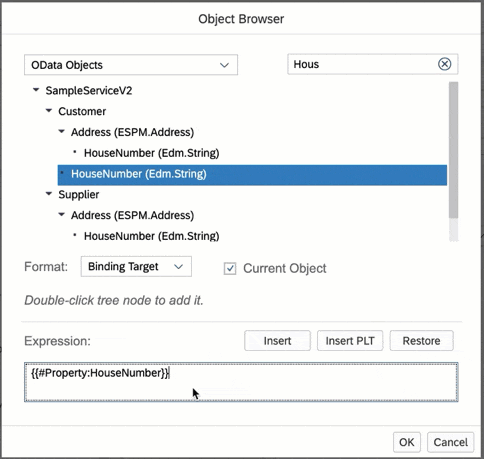 Object Browser
OData Objects
Hous
SampleServiceV2
Customer
Address (ESPM.Address)
HouseNumber (Edm.String)
HouseNumber (Edm.String)
Supplier
Address (ESPM.Address)
HouseNumber (Edm.String)
Format: Binding Target Current Object
Double-click tree node to add it.
Expression: Insert Insert PLT Restore
{{#Property:HouseNumber}}
OK Cancel